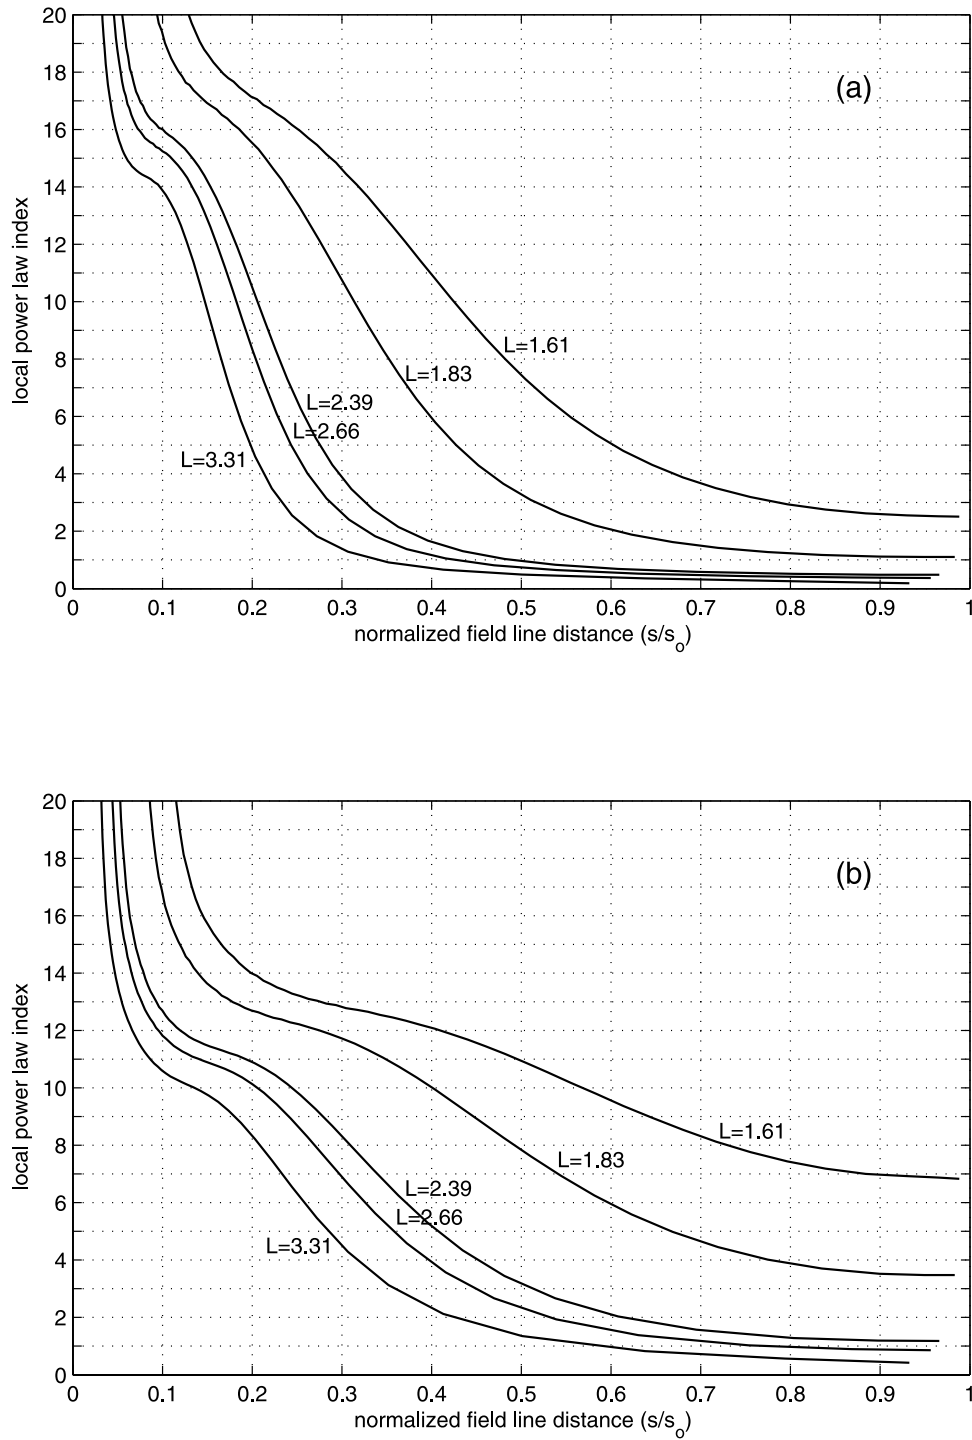 20
18
16
14
12
10
8
6
4
2
0
local power law index
(a)
L=1.61
L=1.83
L=2.39
L=2.66
L=3.31
0 0.1 0.2 0.3 0.4 0.5 0.6 0.7 0.8 0.9 1
normalized field line distance (s/so)
20
18
16
14
12
10
8
6
4
2
0
local power law index
(b)
L=1.61
L=1.83
L=2.39
L=2.66
L=3.31
0 0.1 0.2 0.3 0.4 0.5 0.6 0.7 0.8 0.9 1
normalized field line distance (s/so)